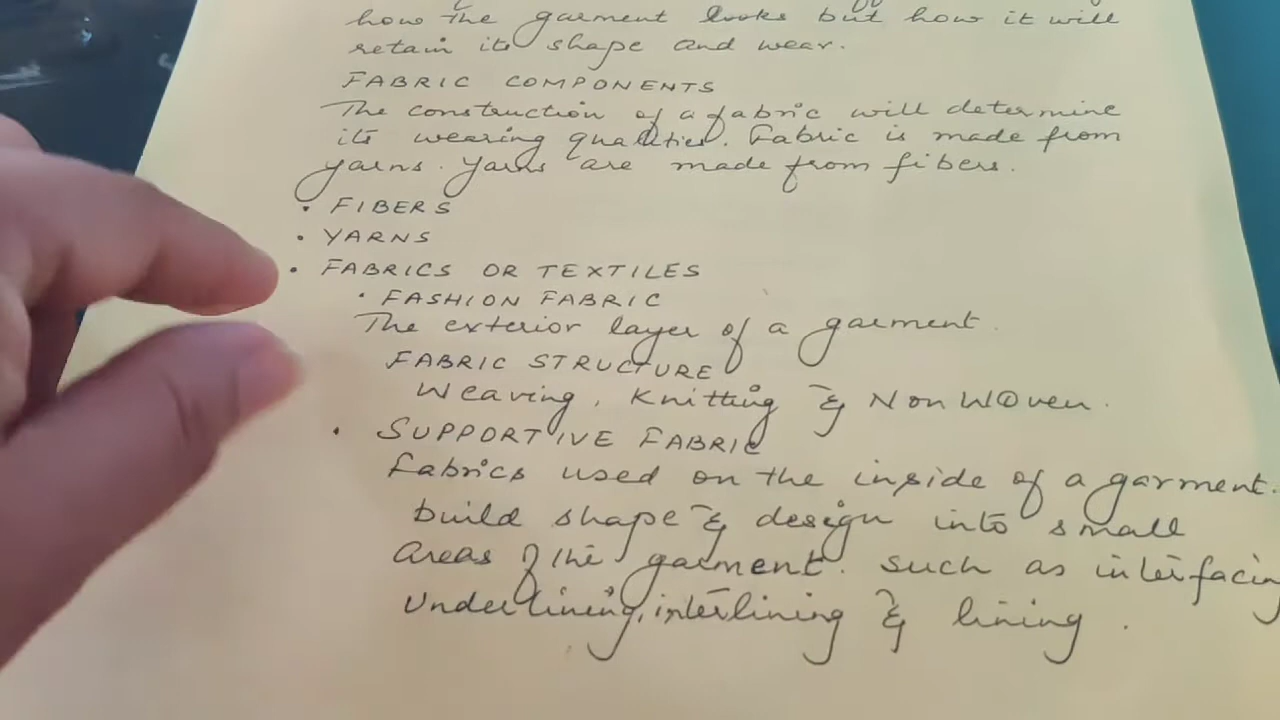 how the garment looks but how it will
retain its shape and wear.
FABRIC COMPONENTS
The construction of a fabric will determine
its wearing qualities. Fabric is made from
yarns. Yarns are made from fibers.
• FIBERS
• YARNS
• FABRICS OR TEXTILES
• FASHION FABRIC
The exterior layer of a garment.
FABRIC STRUCTURE
Weaving, Knitting & Non Woven.
• SUPPORTIVE FABRIC
Fabrics used on the inside of a garment.
build shape & design into small
areas of the garment. Such as interfacin
Underlining, interlining & lining.